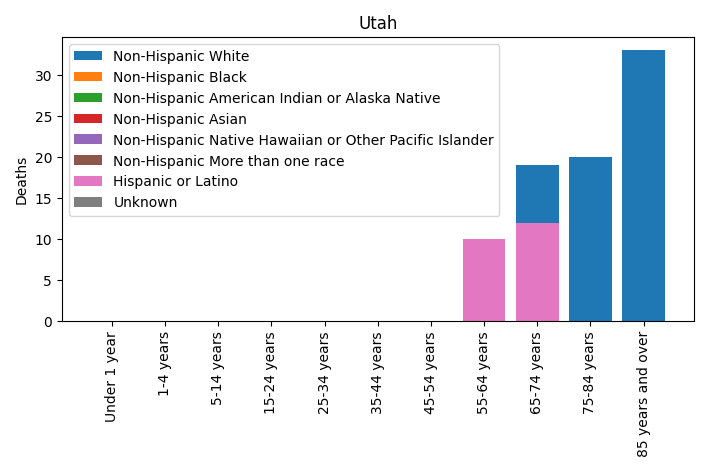 Utah
Non-Hispanic White
Non-Hispanic Black
Non-Hispanic American Indian or Alaska Native
Non-Hispanic Asian
Non-Hispanic Native Hawaiian or Other Pacific Islander
Non-Hispanic More than one race
Hispanic or Latino
Unknown
Deaths
30
25
20
15
10
5
0
Under 1 year
1-4 years
5-14 years
15-24 years
25-34 years
35-44 years
45-54 years
55-64 years
65-74 years
75-84 years
85 years and over